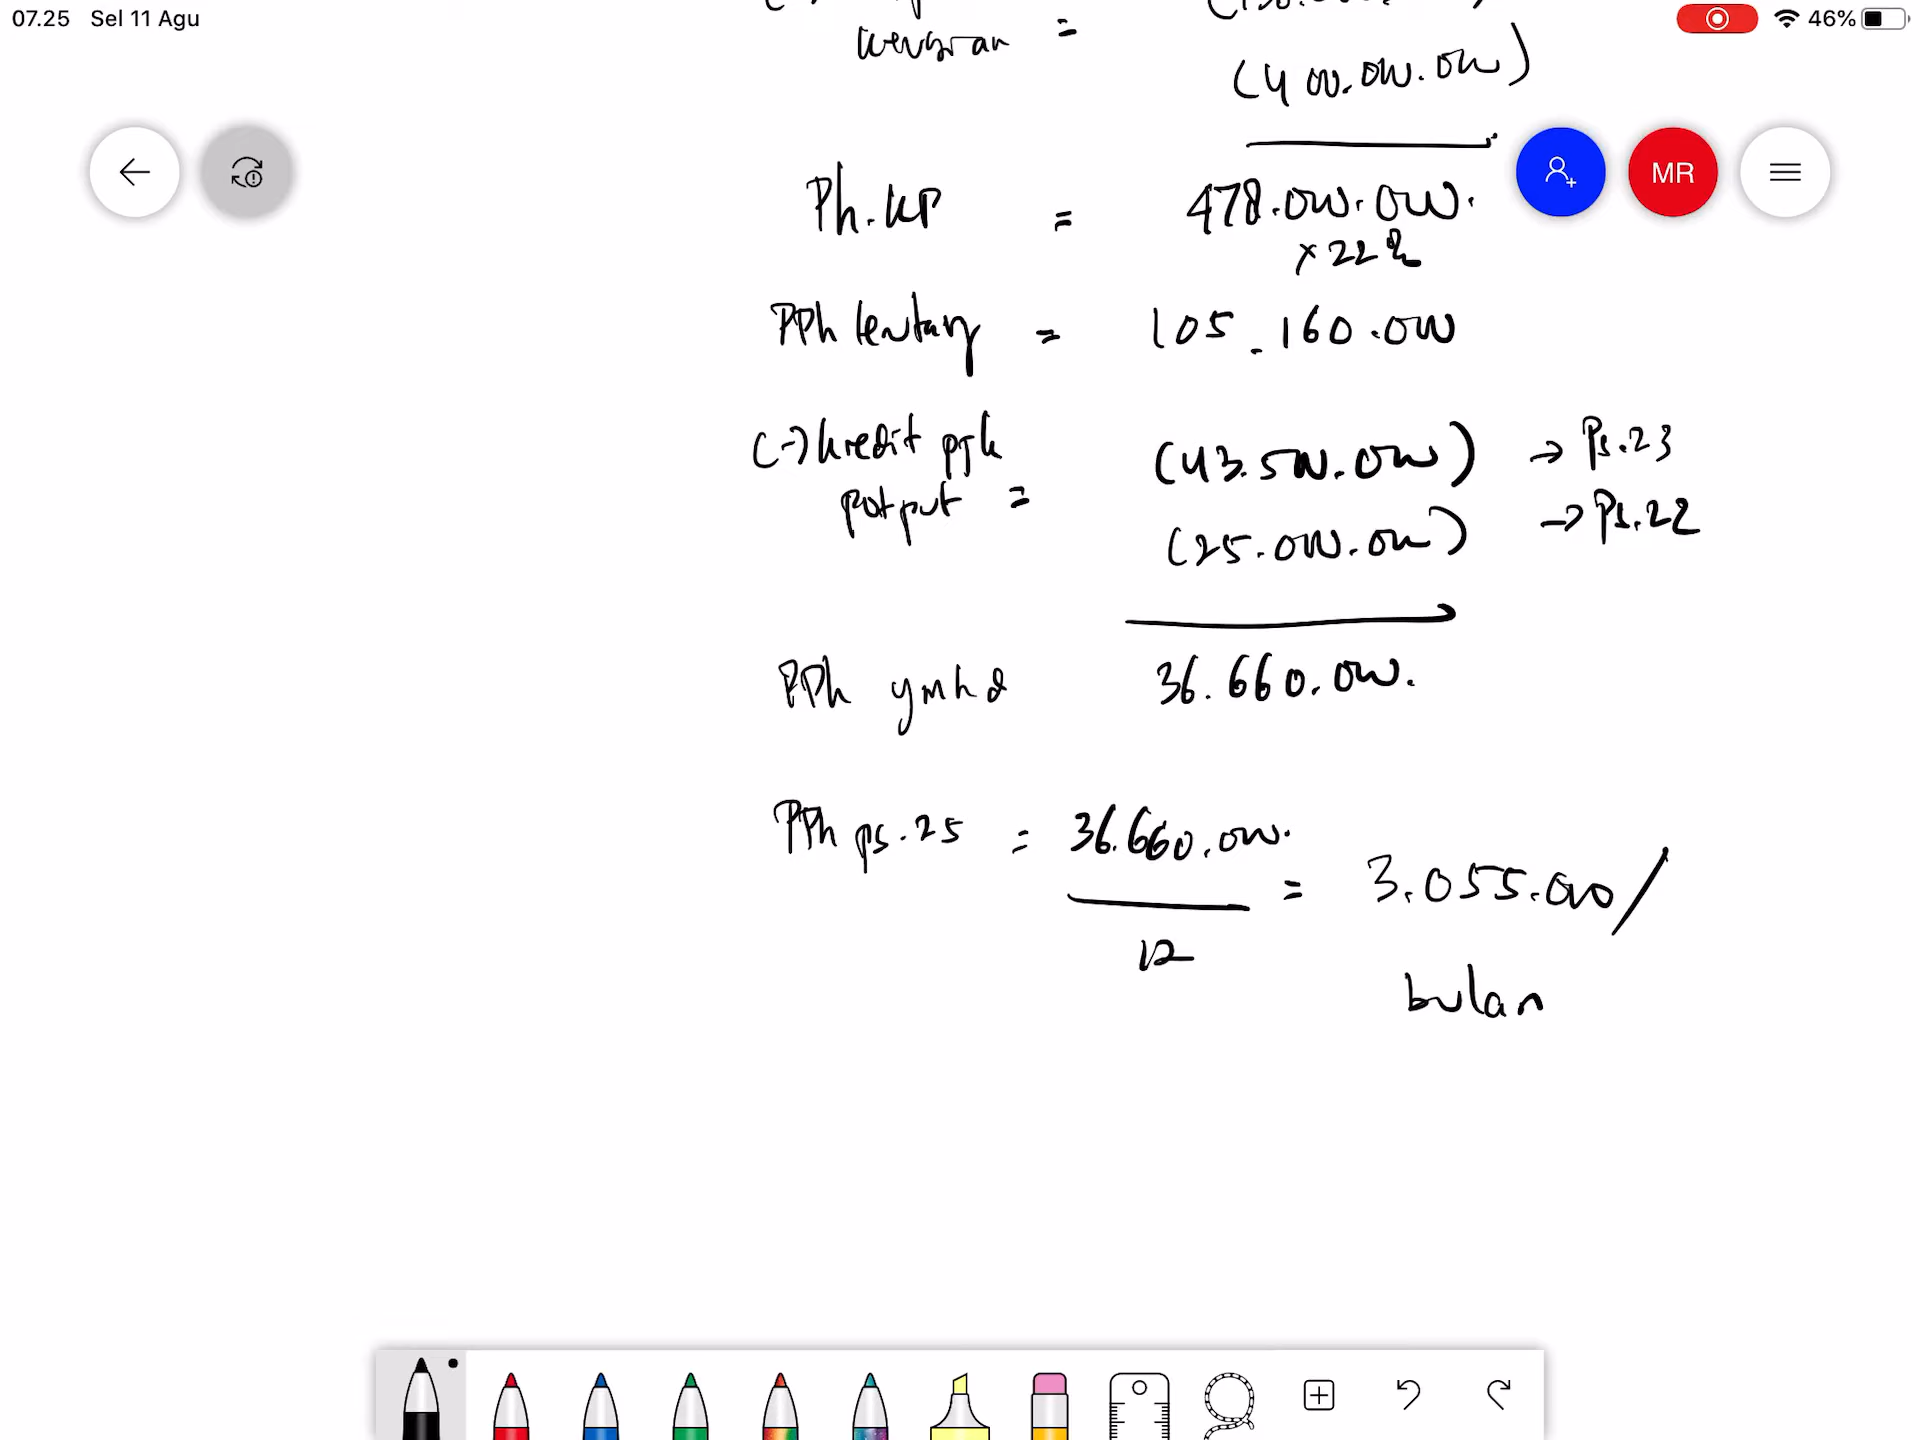 07.25 Sel 11 Agu 46%
(400.000.000)
MR
Ph.KP = 478.000.000.
x 22%
PPh terutang = 105.160.000
(-) kredit pjk (43.500.000) → Ps.23
potput = (25.000.000) → Ps.22
PPh ymhd 36.660.000.
PPh ps.25 = 36.660.000. = 3.055.000/
12
bulan